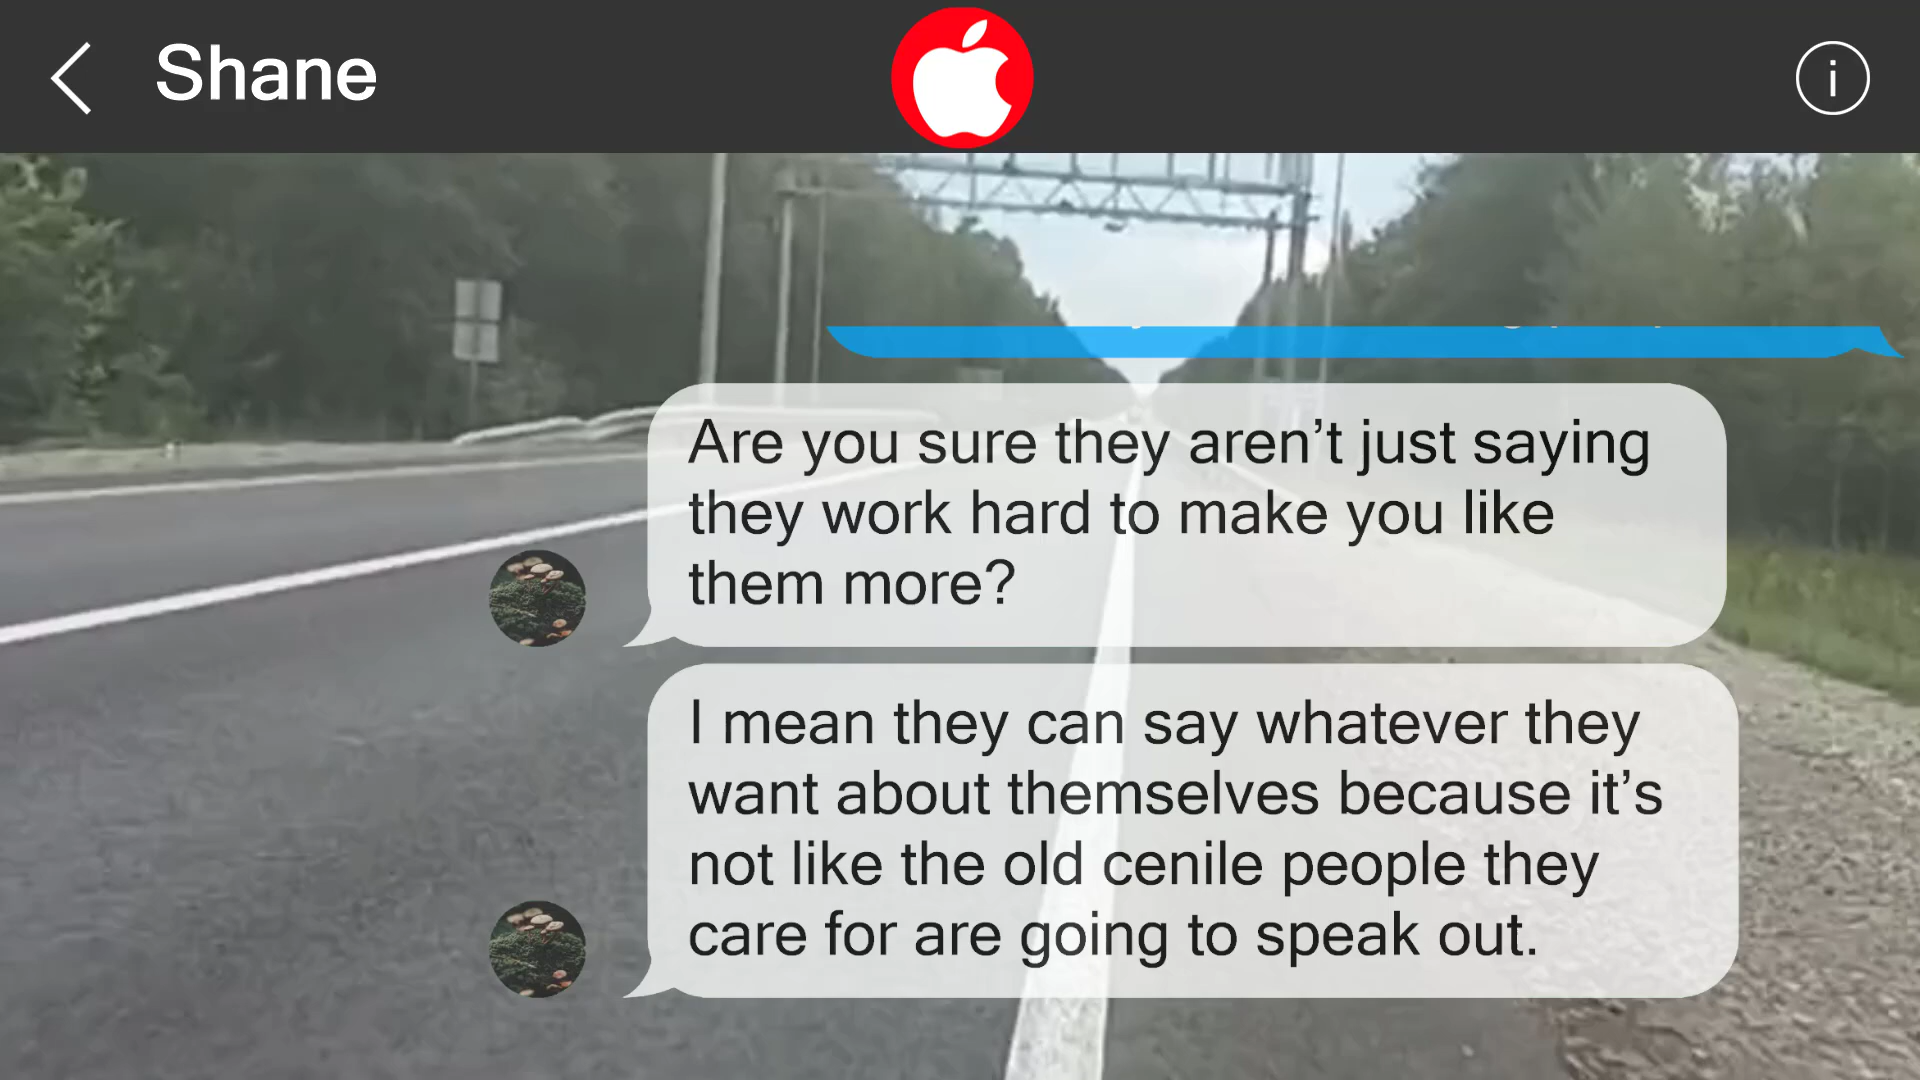 Shane
i
Are you sure they aren’t just saying
they work hard to make you like
them more?
I mean they can say whatever they
want about themselves because it’s
not like the old cenile people they
care for are going to speak out.